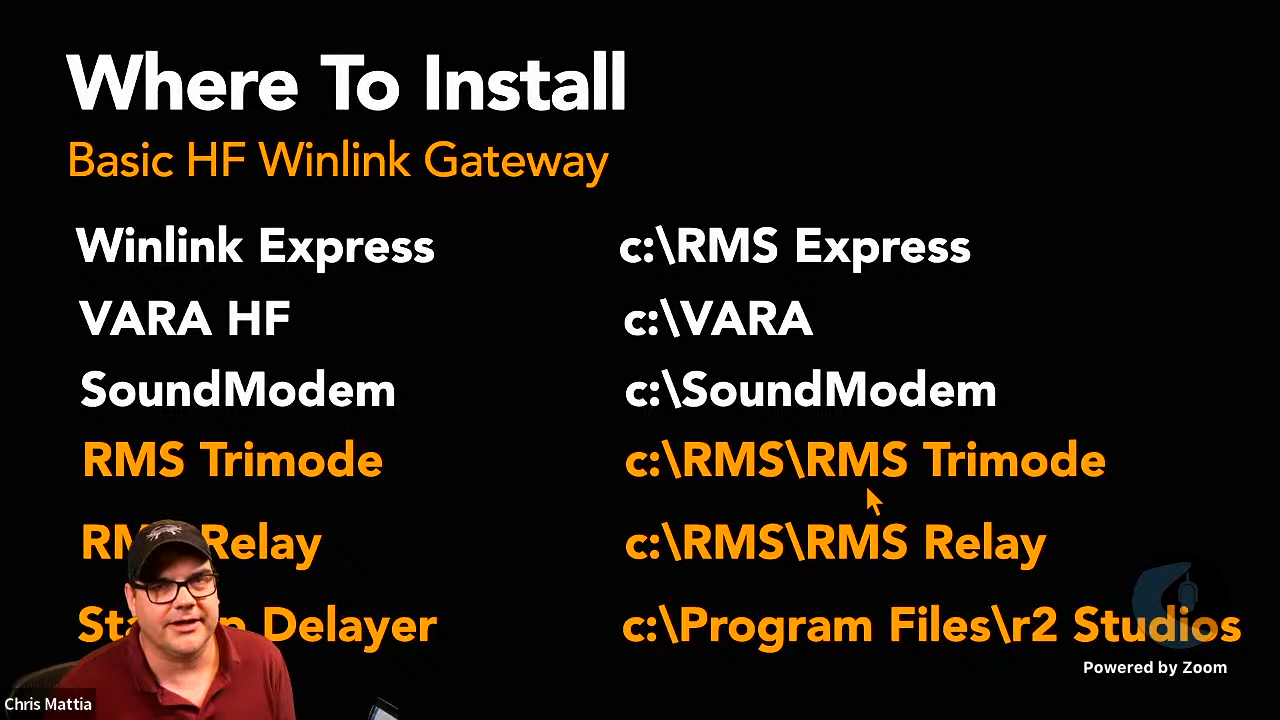 Where To Install
Basic HF Winlink Gateway
Winlink Express c:\RMS Express
VARA HF c:\VARA
SoundModem c:\SoundModem
RMS Trimode c:\RMS\RMS Trimode
Relay c:\RMS\RMS Relay
Delayer c:\Program Files\r2 Studios
Powered by Zoom
Chris Mattia